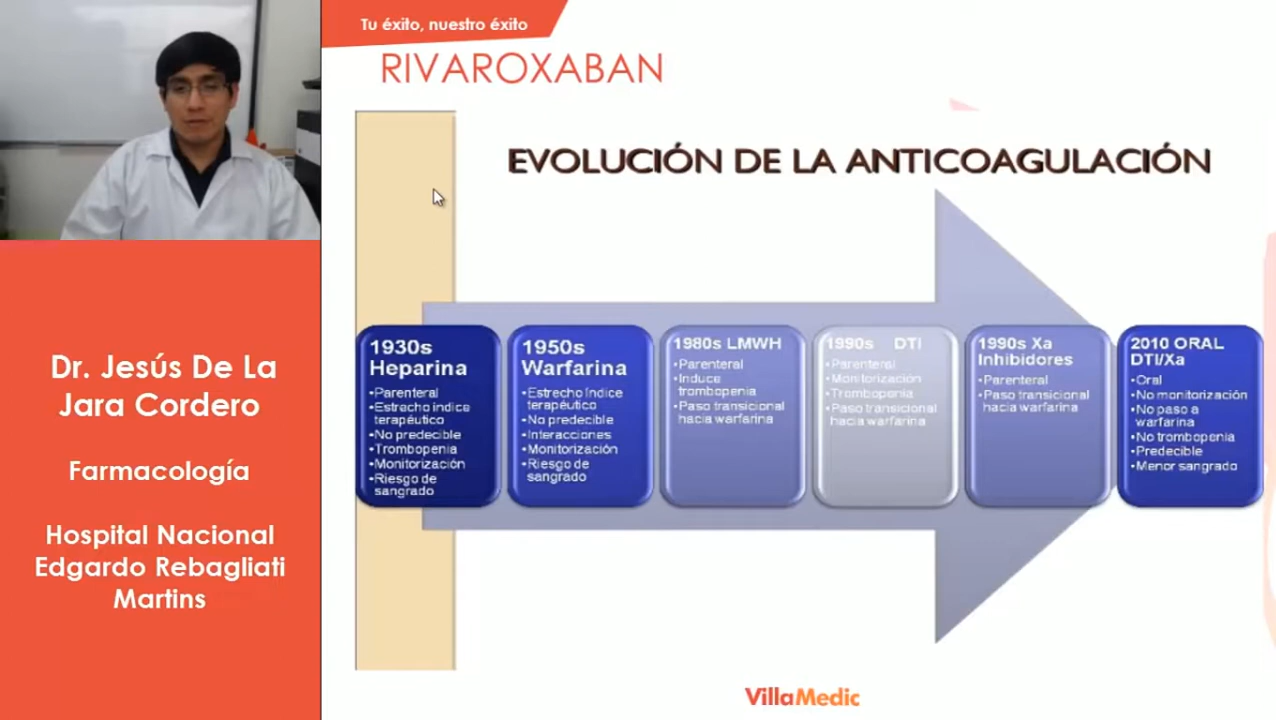 Tu éxito, nuestro éxito
RIVAROXABAN
EVOLUCIÓN DE LA ANTICOAGULACIÓN
1930s
Heparina
•Parenteral
•Estrecho indice
terapéutico
•No predecible
•Trombopenia
•Monitorización
•Riesgo de
sangrado
1950s
Warfarina
•Estrecho Índice
terapéutico
•No predecible
•Interacciones
•Monitorización
•Riesgo de
sangrado
1980s LMWH
•Parenteral
•Induce
trombopenia
•Paso transicional
hacia warfarina
1990s DTI
•Parenteral
•Monitorización
•Trombopenia
•Paso transicional
hacia warfarina
1990s Xa
Inhibidores
•Parenteral
•Paso transicional
hacia warfarina
2010 ORAL
DTI/Xa
•Oral
•No monitorización
•No paso a
warfarina
•No trombopenia
•Predecible
•Menor sangrado
Dr. Jesús De La
Jara Cordero
Farmacología
Hospital Nacional
Edgardo Rebagliati
Martins
VillaMedic